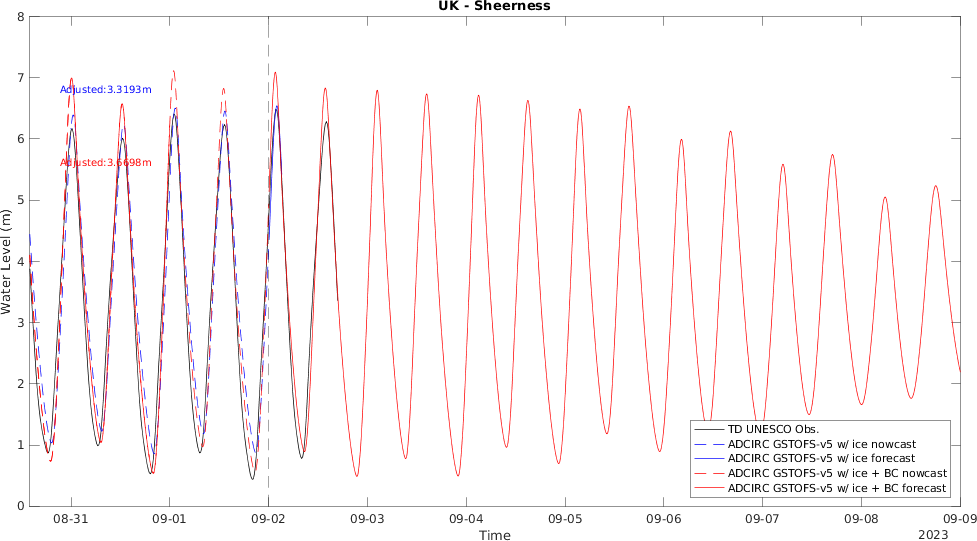 UK - Sheerness
8
7
6
5
4
3
2
1
0
Water Level (m)
Adjusted:3.3193m
Adjusted:3.6698m
TD UNESCO Obs.
ADCIRC GSTOFS-v5 w/ ice nowcast
ADCIRC GSTOFS-v5 w/ ice forecast
ADCIRC GSTOFS-v5 w/ ice + BC nowcast
ADCIRC GSTOFS-v5 w/ ice + BC forecast
08-31 09-01 09-02 09-03 09-04 09-05 09-06 09-07 09-08 09-09
Time
2023